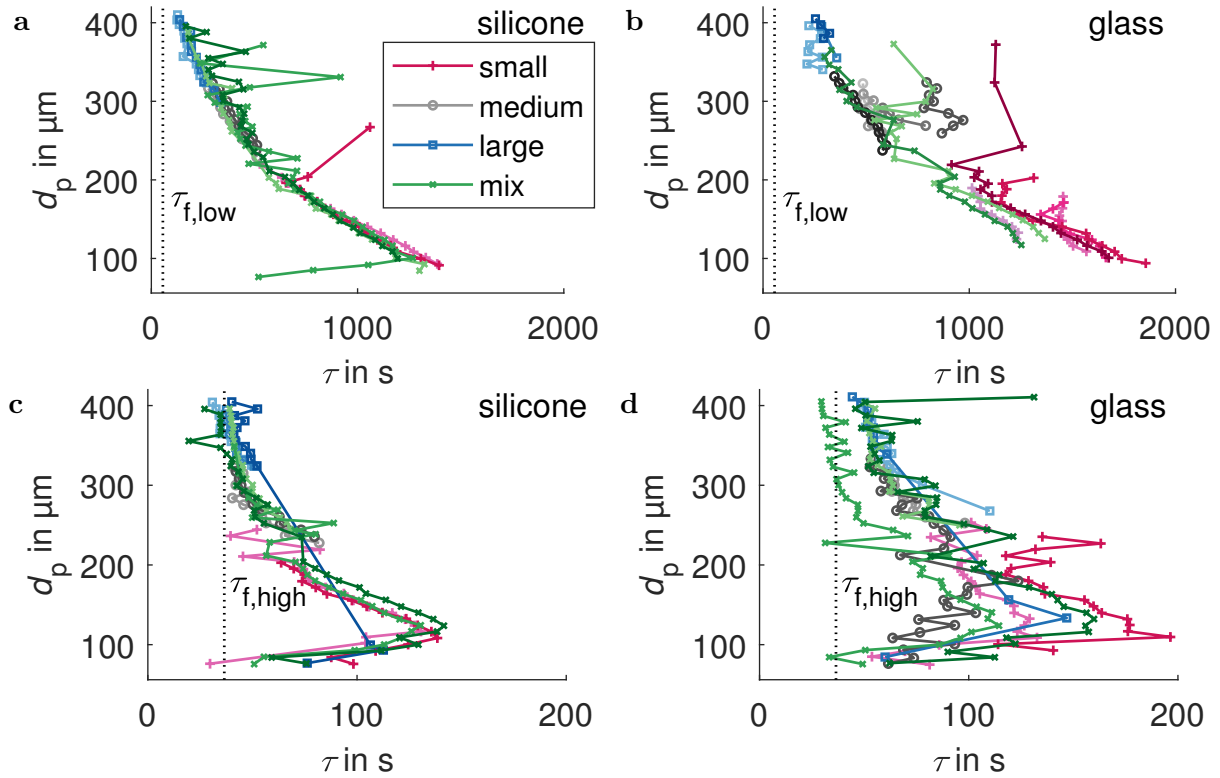 a
silicone
400
300
200
100
d_p in µm
τ_f,low
small
medium
large
mix
0
1000
2000
τ in s
b
glass
400
300
200
100
d_p in µm
τ_f,low
0
1000
2000
τ in s
c
silicone
400
300
200
100
d_p in µm
τ_f,high
0
100
200
τ in s
d
glass
400
300
200
100
d_p in µm
τ_f,high
0
100
200
τ in s